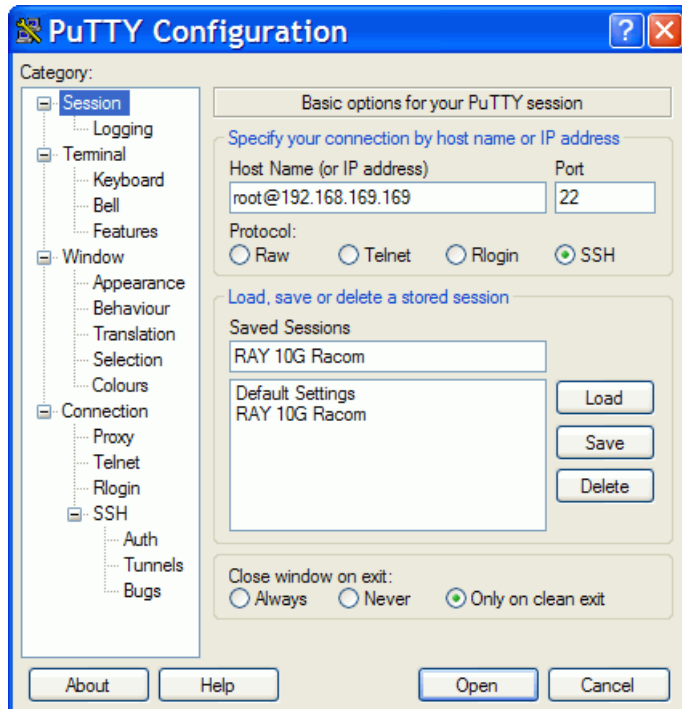 PuTTY Configuration
Category:
Session
Logging
Terminal
Keyboard
Bell
Features
Window
Appearance
Behaviour
Translation
Selection
Colours
Connection
Proxy
Telnet
Rlogin
SSH
Auth
Tunnels
Bugs
Basic options for your PuTTY session
Specify your connection by host name or IP address
Host Name (or IP address) Port
root@192.168.169.169 22
Protocol:
Raw Telnet Rlogin SSH
Load, save or delete a stored session
Saved Sessions
RAY 10G Racom
Default Settings
RAY 10G Racom
Load
Save
Delete
Close window on exit:
Always Never Only on clean exit
About Help Open Cancel